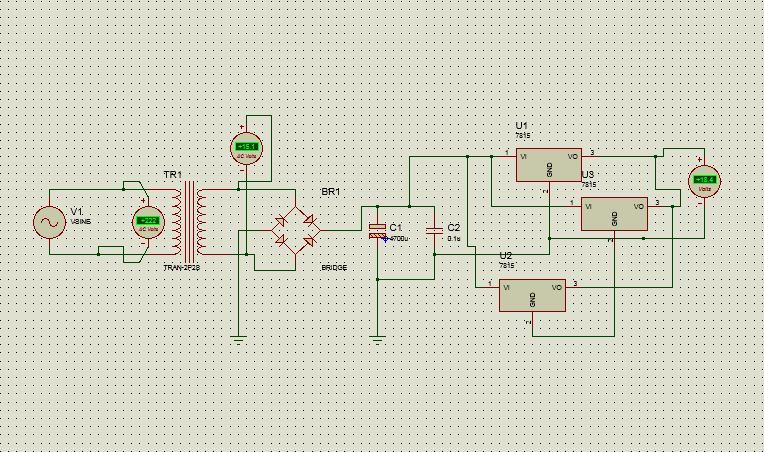 U1
7815
1
VI
VO
3
GND
2
+18.1
AC Volts
TR1
U3
7815
+18.4
Volts
BR1
1
VI
VO
3
GND
2
V1
VSINE
+222
AC Volts
C1
4700u
C2
0.1u
TRAN-2P2S
BRIDGE
U2
7815
1
VI
VO
3
GND
2